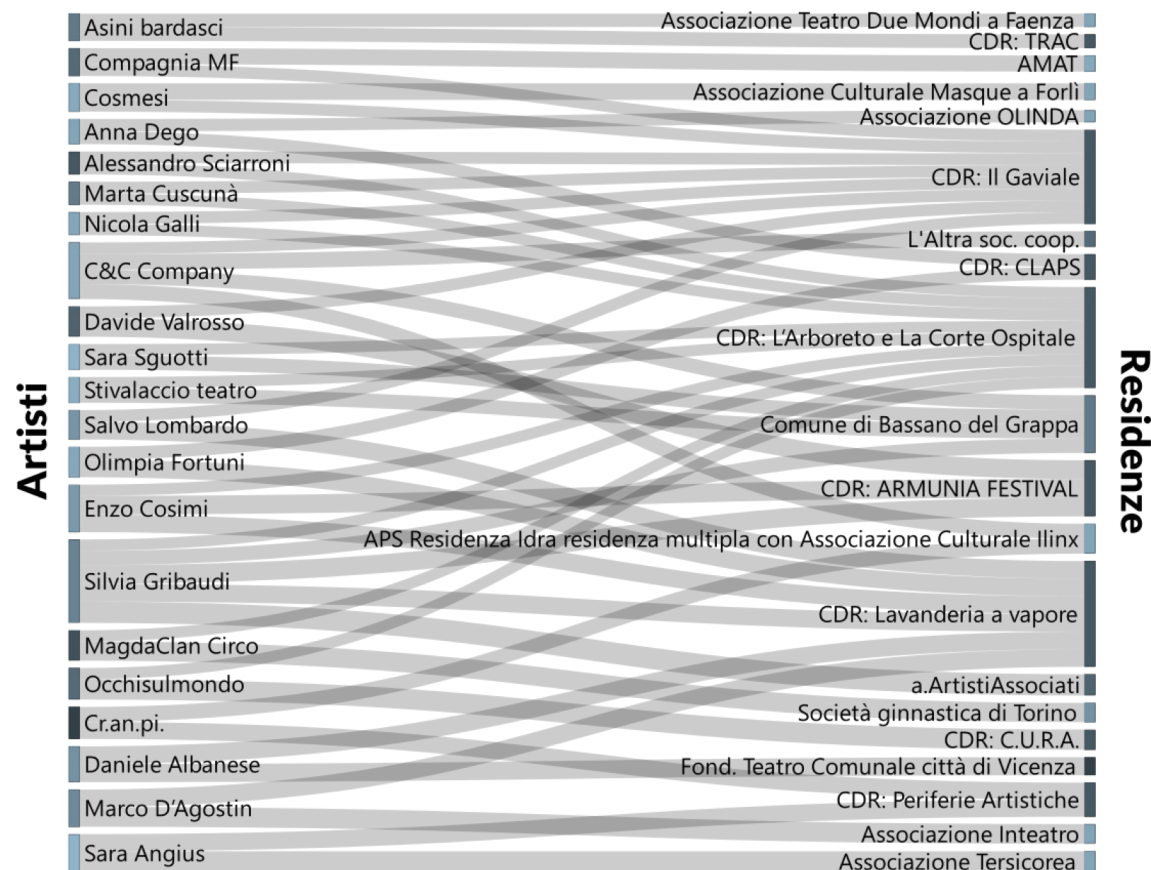 Artisti
Asini bardasci
Compagnia MF
Cosmesi
Anna Dego
Alessandro Sciarroni
Marta Cuscunà
Nicola Galli
C&C Company
Davide Valrosso
Sara Sguotti
Stivalaccio teatro
Salvo Lombardo
Olimpia Fortuni
Enzo Cosimi
Silvia Gribaudi
MagdaClan Circo
Occhisulmondo
Cr.an.pi.
Daniele Albanese
Marco D’Agostin
Sara Angius
Associazione Teatro Due Mondi a Faenza
CDR: TRAC
AMAT
Associazione Culturale Masque a Forlì
Associazione OLINDA
CDR: Il Gaviale
L'Altra soc. coop.
CDR: CLAPS
CDR: L’Arboreto e La Corte Ospitale
Comune di Bassano del Grappa
CDR: ARMUNIA FESTIVAL
APS Residenza Idra residenza multipla con Associazione Culturale Ilinx
CDR: Lavanderia a vapore
a.ArtistiAssociati
Società ginnastica di Torino
CDR: C.U.R.A.
Fond. Teatro Comunale città di Vicenza
CDR: Periferie Artistiche
Associazione Inteatro
Associazione Tersicorea
Residenze